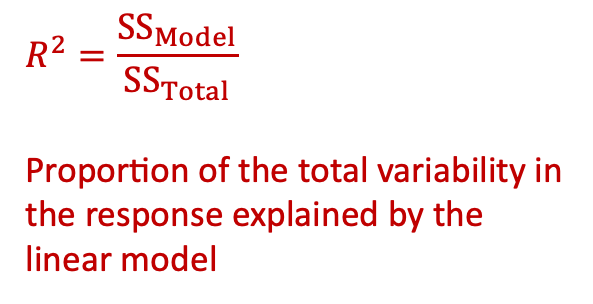 R² = SS_Model / SS_Total
Proportion of the total variability in
the response explained by the
linear model